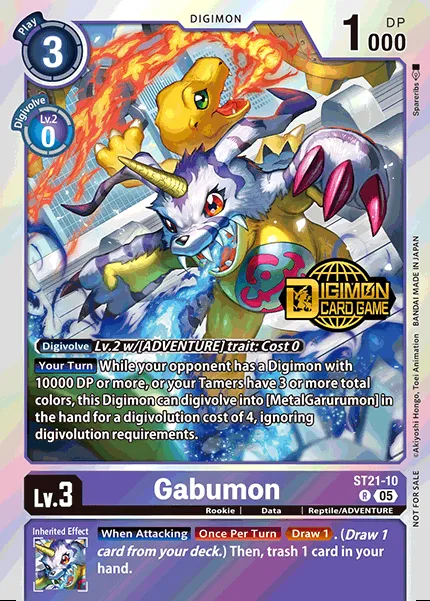 DIGIMON
Play
3
1000
DP
Digivolve
Lv.2
0
Spareribs
DIGIMON
CARD GAME
©Akiyoshi Hongo, Toei Animation BANDAI MADE IN JAPAN
NOT FOR SALE
Digivolve Lv.2 w/[ADVENTURE] trait: Cost 0
Your Turn While your opponent has a Digimon with
10000 DP or more, or your Tamers have 3 or more total
colors, this Digimon can digivolve into [MetalGarurumon] in
the hand for a digivolution cost of 4, ignoring
digivolution requirements.
Lv.3
Gabumon
ST21-10
R 05
Rookie | Data | Reptile/ADVENTURE
Inherited Effect
When Attacking Once Per Turn Draw 1. (Draw 1
card from your deck.) Then, trash 1 card in your
hand.